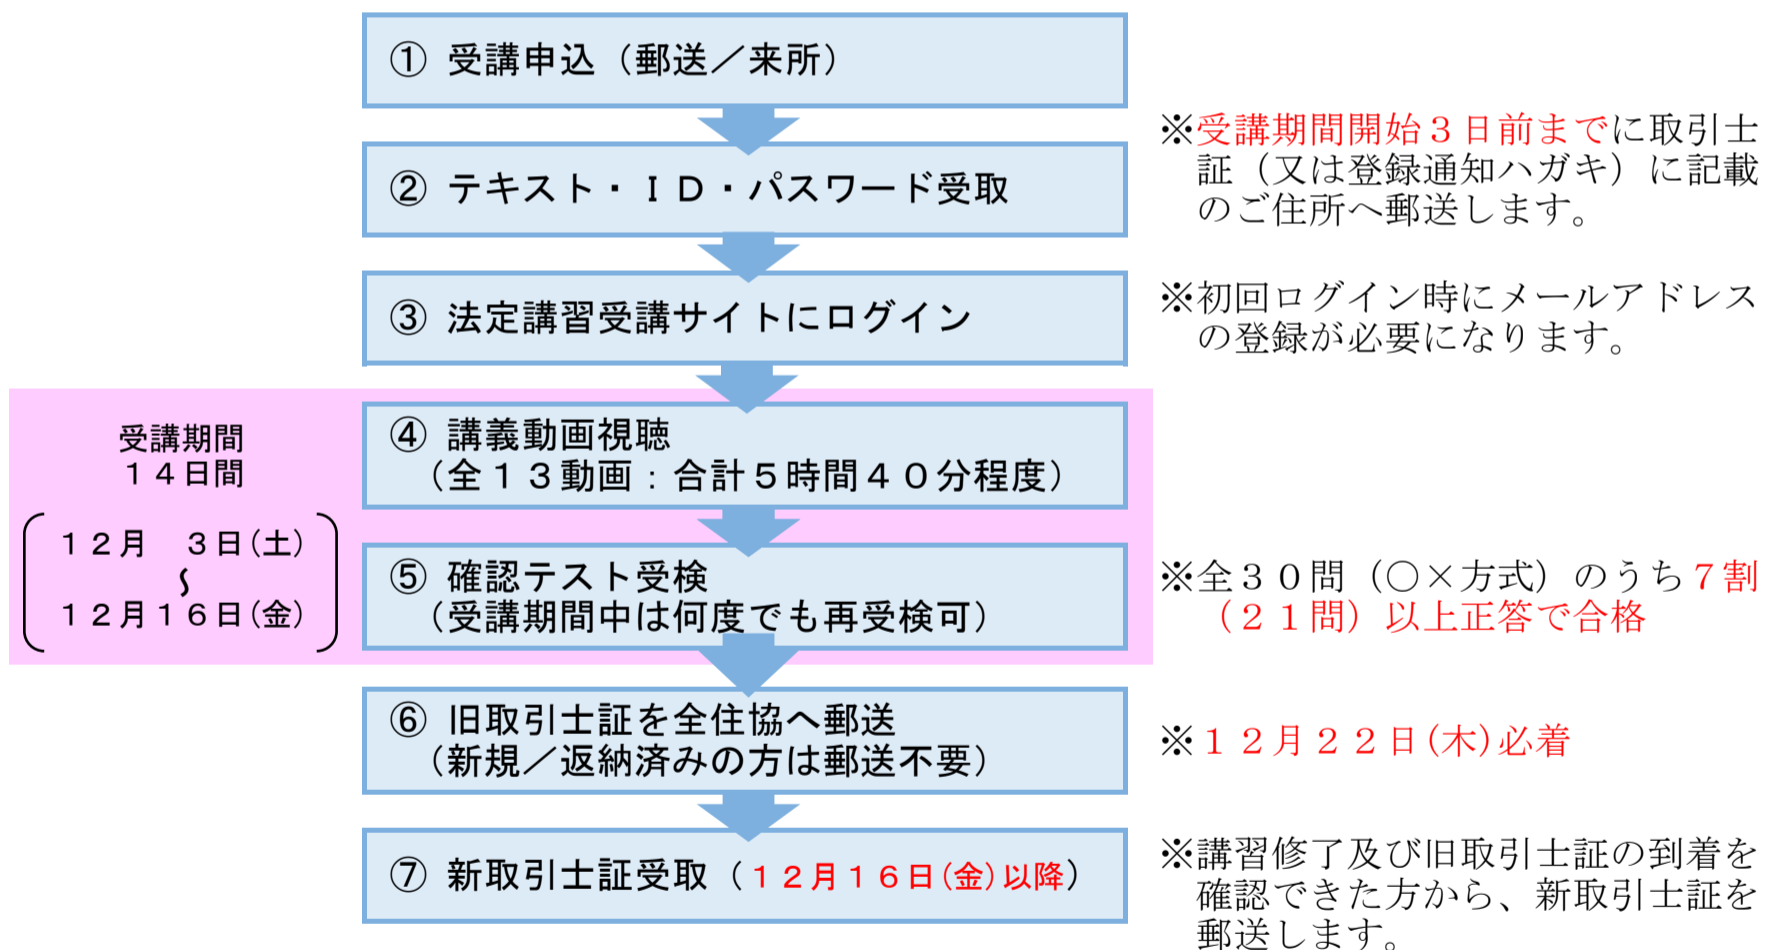 ① 受講申込（郵送／来所）
② テキスト・ＩＤ・パスワード受取
※受講期間開始３日前までに取引士
証（又は登録通知ハガキ）に記載
のご住所へ郵送します。
③ 法定講習受講サイトにログイン
※初回ログイン時にメールアドレス
の登録が必要になります。
受講期間
１４日間
１２月　３日(土)
～
１２月１６日(金)
④ 講義動画視聴
（全１３動画：合計５時間４０分程度）
⑤ 確認テスト受検
（受講期間中は何度でも再受検可）
※全３０問（○×方式）のうち７割
（２１問）以上正答で合格
⑥ 旧取引士証を全住協へ郵送
（新規／返納済みの方は郵送不要）
※１２月２２日(木)必着
⑦ 新取引士証受取（１２月１６日(金)以降）
※講習修了及び旧取引士証の到着を
確認できた方から、新取引士証を
郵送します。